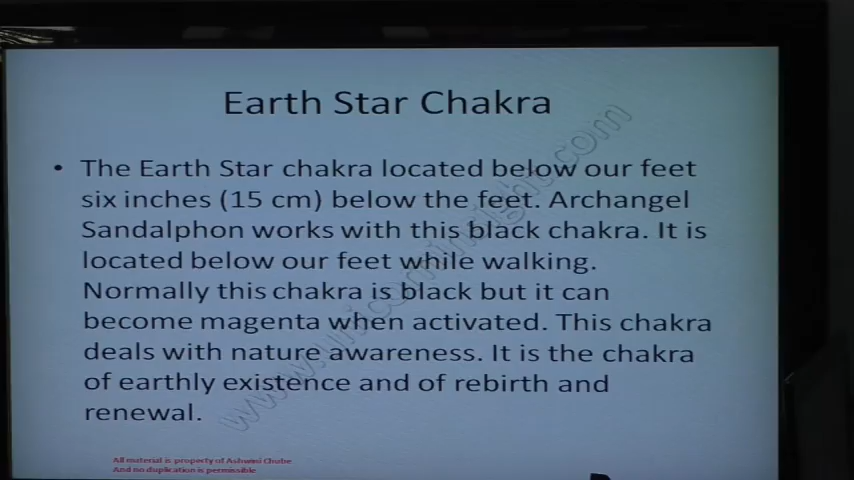 Earth Star Chakra
• The Earth Star chakra located below our feet
six inches (15 cm) below the feet. Archangel
Sandalphon works with this black chakra. It is
located below our feet while walking.
Normally this chakra is black but it can
become magenta when activated. This chakra
deals with nature awareness. It is the chakra
of earthly existence and of rebirth and
renewal.
All material is property of Ashwini Chube
And no duplication is permissible